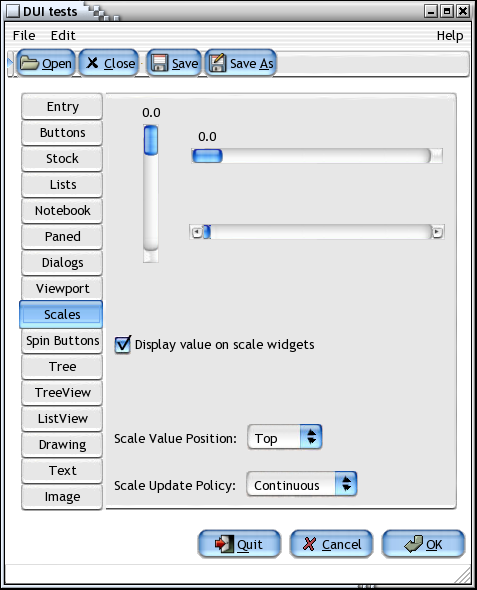 DUI tests
File Edit Help
Open Close Save Save As
Entry
Buttons
Stock
Lists
Notebook
Paned
Dialogs
Viewport
Scales
Spin Buttons
Tree
TreeView
ListView
Drawing
Text
Image
0.0
0.0
Display value on scale widgets
Scale Value Position: Top
Scale Update Policy: Continuous
Quit Cancel OK